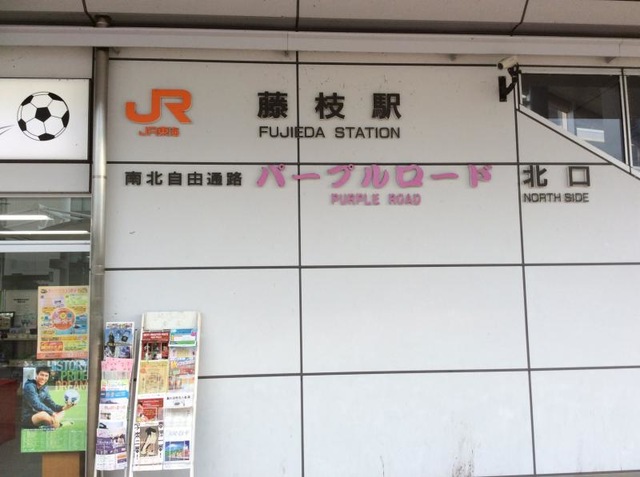 JR
JR東海
藤枝駅
FUJIEDA STATION
南北自由通路 パープルロード 北口
PURPLE ROAD
NORTH SIDE